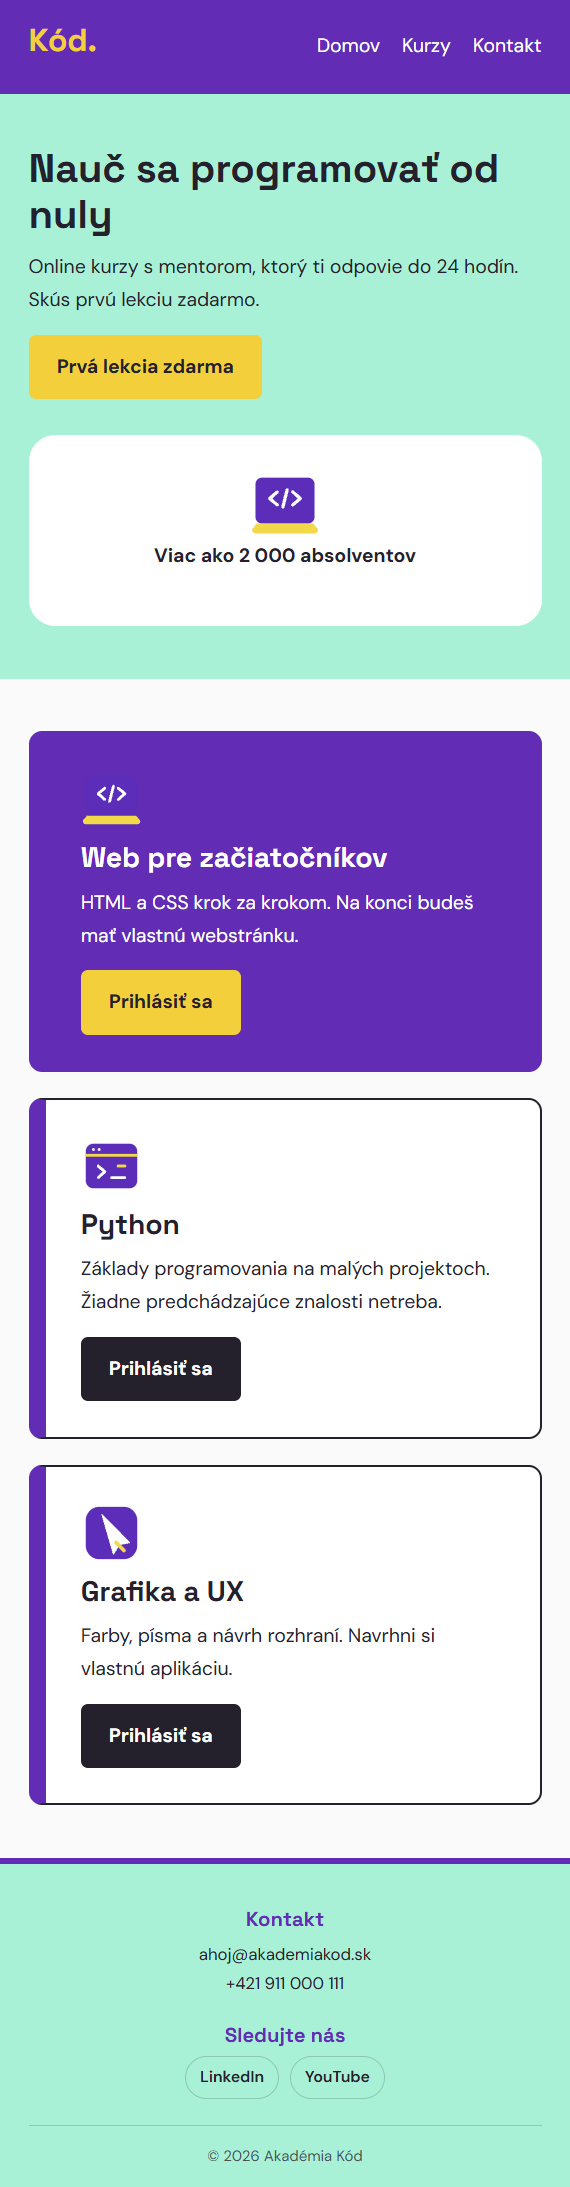 Kód.
Domov Kurzy Kontakt
Nauč sa programovať od
nuly
Online kurzy s mentorom, ktorý ti odpovie do 24 hodín.
Skús prvú lekciu zadarmo.
Prvá lekcia zdarma
</>
Viac ako 2 000 absolventov
</>
Web pre začiatočníkov
HTML a CSS krok za krokom. Na konci budeš
mať vlastnú webstránku.
Prihlásiť sa
Python
Základy programovania na malých projektoch.
Žiadne predchádzajúce znalosti netreba.
Prihlásiť sa
Grafika a UX
Farby, písma a návrh rozhraní. Navrhni si
vlastnú aplikáciu.
Prihlásiť sa
Kontakt
ahoj@akademiakod.sk
+421 911 000 111
Sledujte nás
LinkedIn YouTube
© 2026 Akadémia Kód